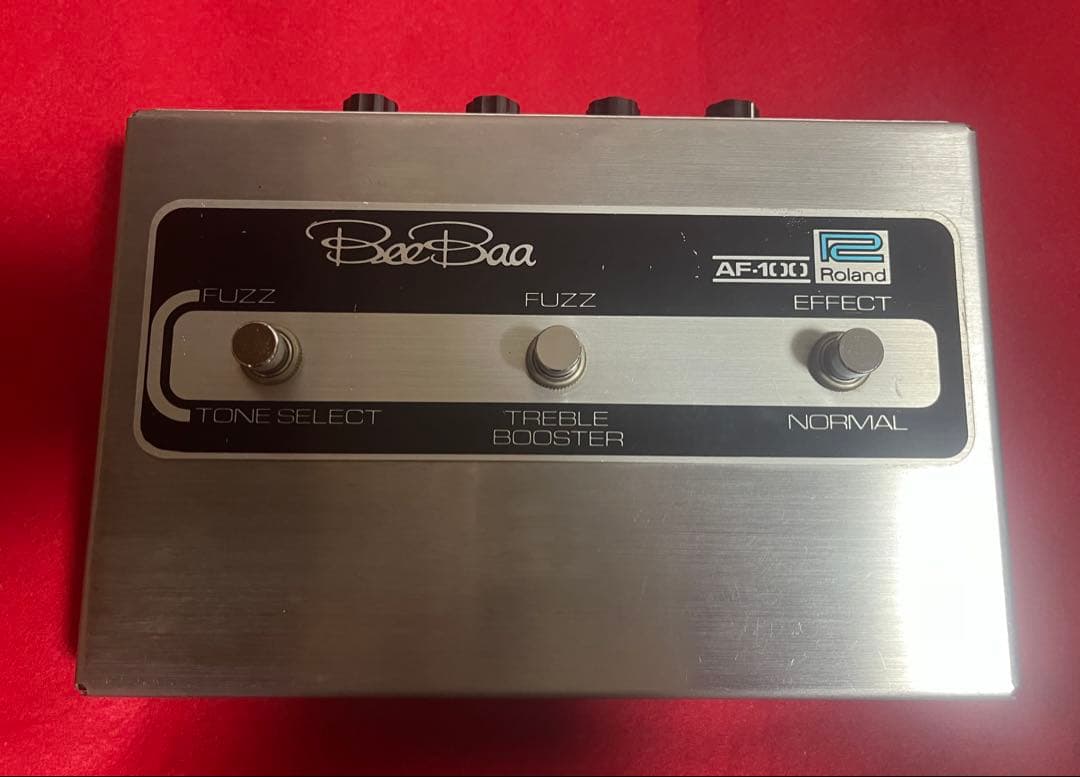 BeeBaa
AF-100
Roland
FUZZ
FUZZ
EFFECT
TONE SELECT
TREBLE
BOOSTER
NORMAL